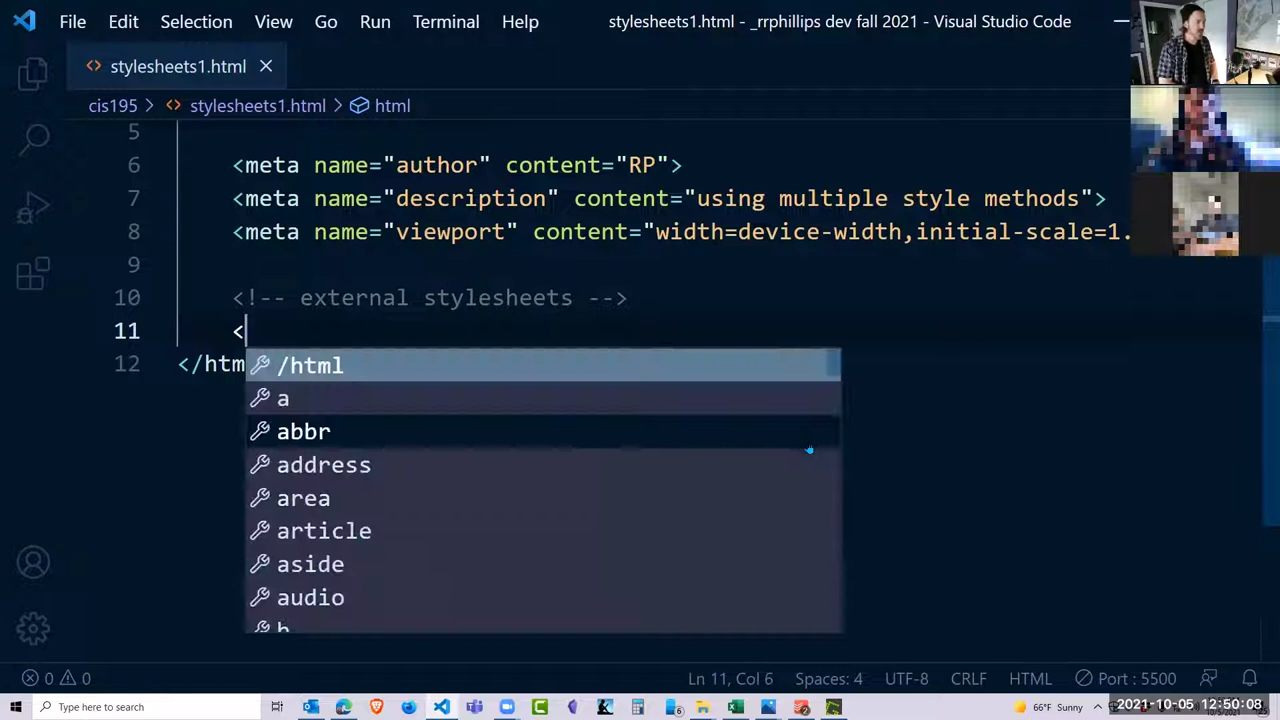 File Edit Selection View Go Run Terminal Help stylesheets1.html - _rrphillips dev fall 2021 - Visual Studio Code
<> stylesheets1.html
cis195 > <> stylesheets1.html > html
5
6 <meta name="author" content="RP">
7 <meta name="description" content="using multiple style methods">
8 <meta name="viewport" content="width=device-width,initial-scale=1.
9
10 <!-- external stylesheets -->
11 <
12 </htm
/html
a
abbr
address
area
article
aside
audio
b
0 0 Ln 11, Col 6 Spaces: 4 UTF-8 CRLF HTML Port : 5500
Type here to search 66°F Sunny 2021-10-05 12:50:08